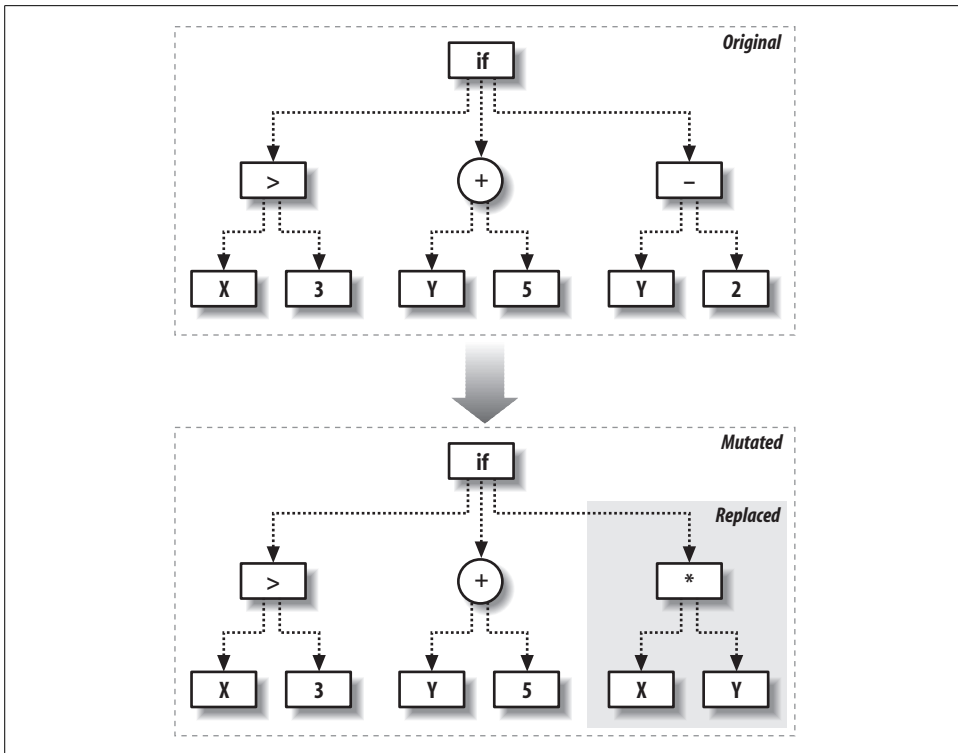 Original
if
> + –
X 3 Y 5 Y 2
Mutated
if
Replaced
> + *
X 3 Y 5 X Y